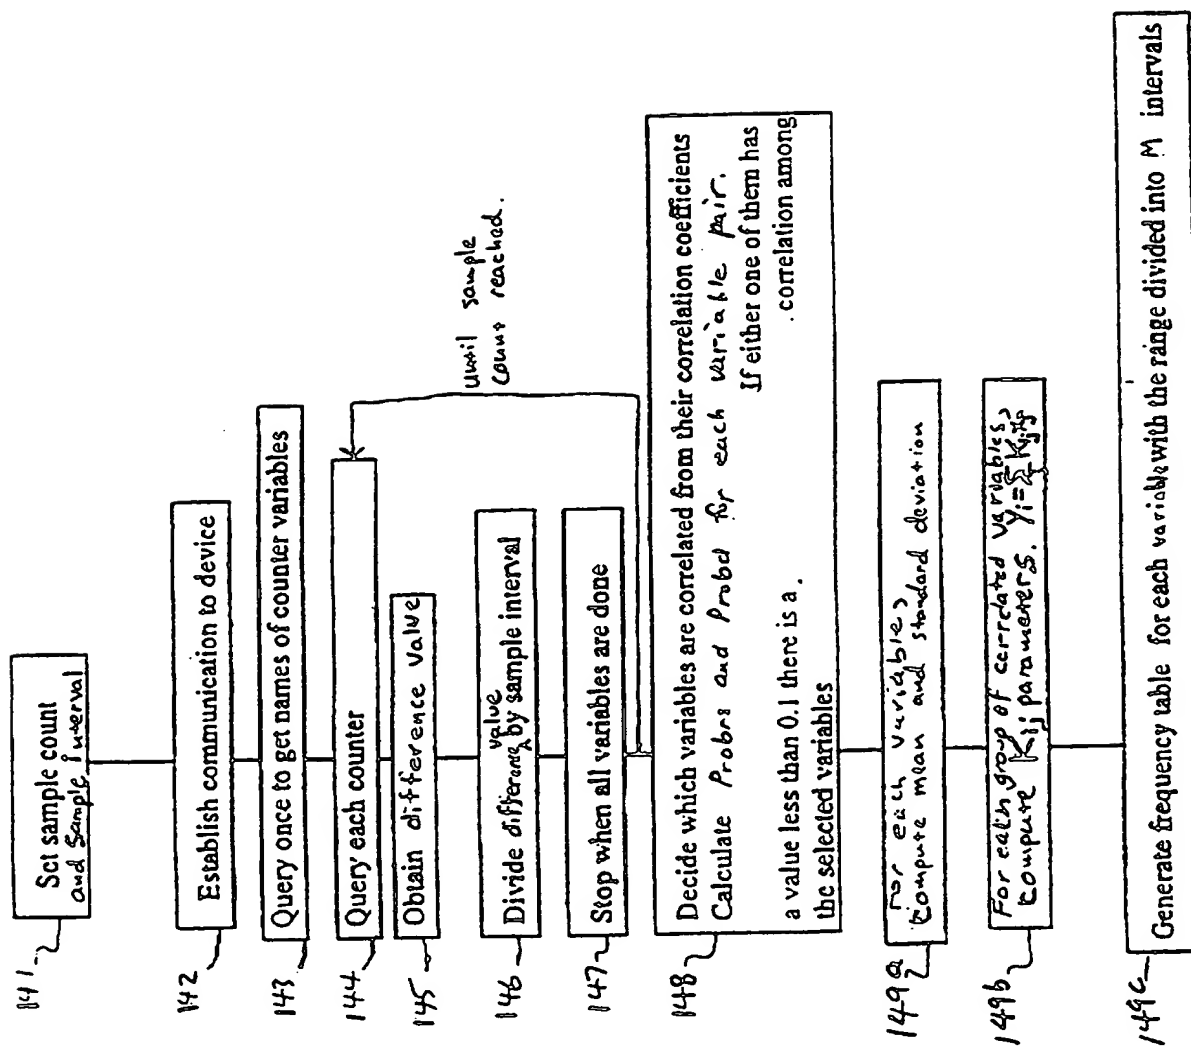 141
Set sample count
and sample interval
142
Establish communication to device
143
Query once to get names of counter variables
144
Query each counter
until sample
count reached.
145
Obtain difference value
146
value
Divide difference by sample interval
147
Stop when all variables are done
148
Decide which variables are correlated from their correlation coefficients
Calculate Probrs and Probd for each variable pair.
If either one of them has
a value less than 0.1 there is a . correlation among
the selected variables
149a
For each variable,
compute mean and standard deviation
149b
For each group of correlated variables,
compute Kij parameters. Yi=Σ
149c
Generate frequency table for each variable with the range divided into M intervals